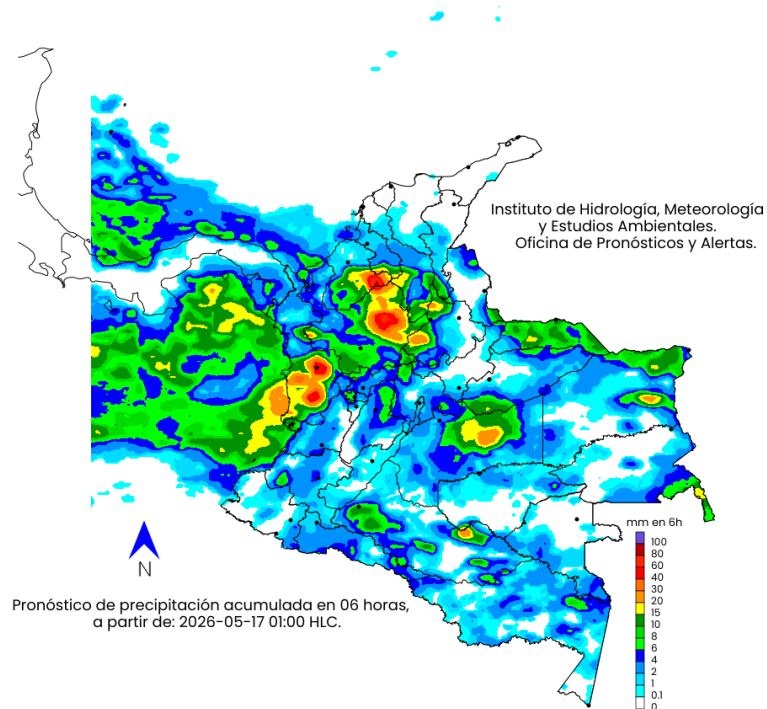 Instituto de Hidrología, Meteorología
y Estudios Ambientales.
Oficina de Pronósticos y Alertas.
N
Pronóstico de precipitación acumulada en 06 horas,
a partir de: 2026-05-17 01:00 HLC.
mm en 6h
100
80
60
40
30
20
15
10
8
6
4
2
1
0.1
0